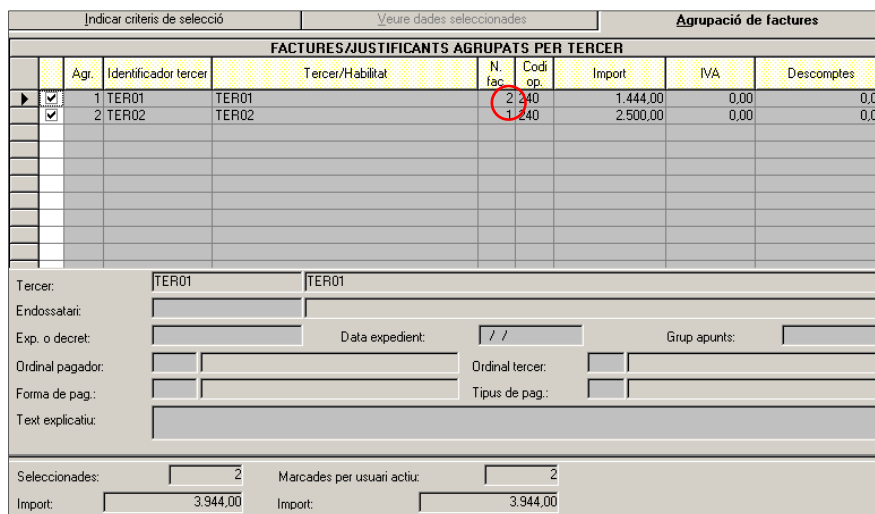 Indicar criteris de selecció Veure dades seleccionades Agrupació de factures
FACTURES/JUSTIFICANTS AGRUPATS PER TERCER
Agr. Identificador tercer Tercer/Habilitat N. fac. Codi op. Import IVA Descomptes
1 TER01 TER01 2 240 1.444,00 0,00 0,0
2 TER02 TER02 1 240 2.500,00 0,00 0,0
Tercer: TER01 TER01
Endossatari:
Exp. o decret: Data expedient: / / Grup apunts:
Ordinal pagador: Ordinal tercer:
Forma de pag.: Tipus de pag.:
Text explicatiu:
Seleccionades: 2 Marcades per usuari actiu: 2
Import: 3.944,00 Import: 3.944,00